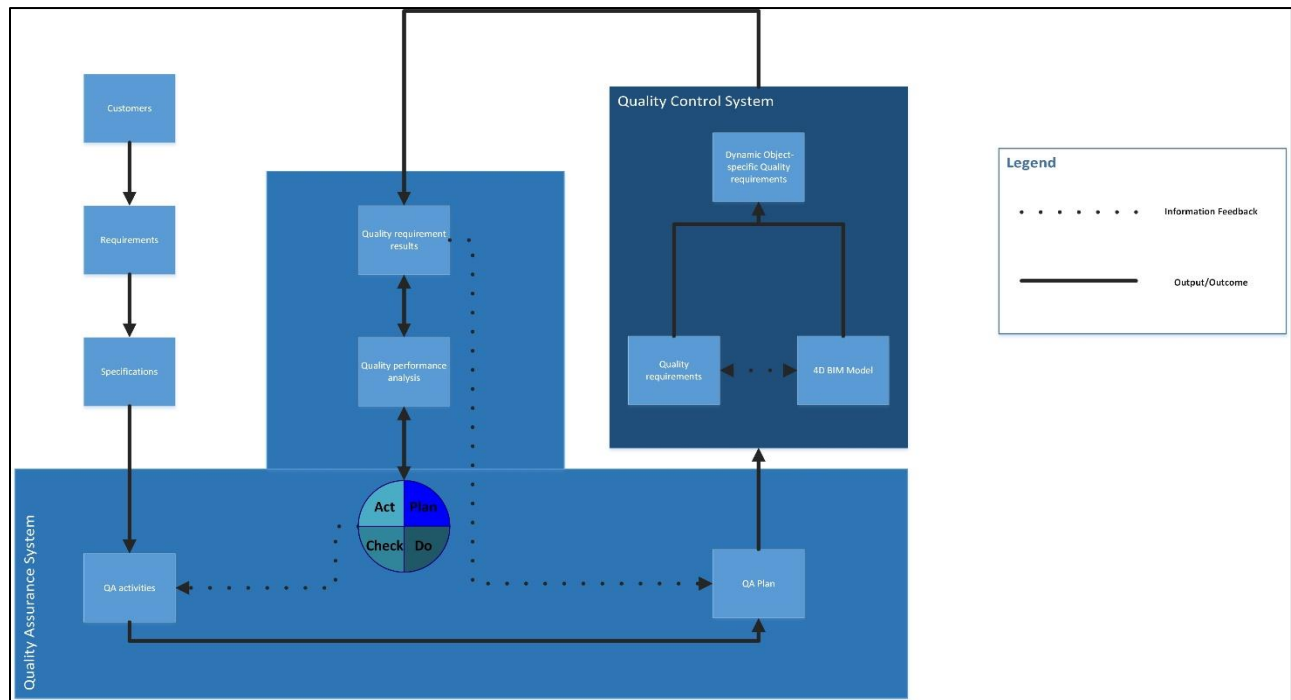 Customers
Requirements
Specifications
QA activities
Quality Assurance System
Quality requirement
results
Quality performance
analysis
Act
Plan
Check
Do
Quality Control System
Dynamic Object-
specific Quality
requirements
Quality
requirements
4D BIM Model
QA Plan
Legend
Information Feedback
Output/Outcome